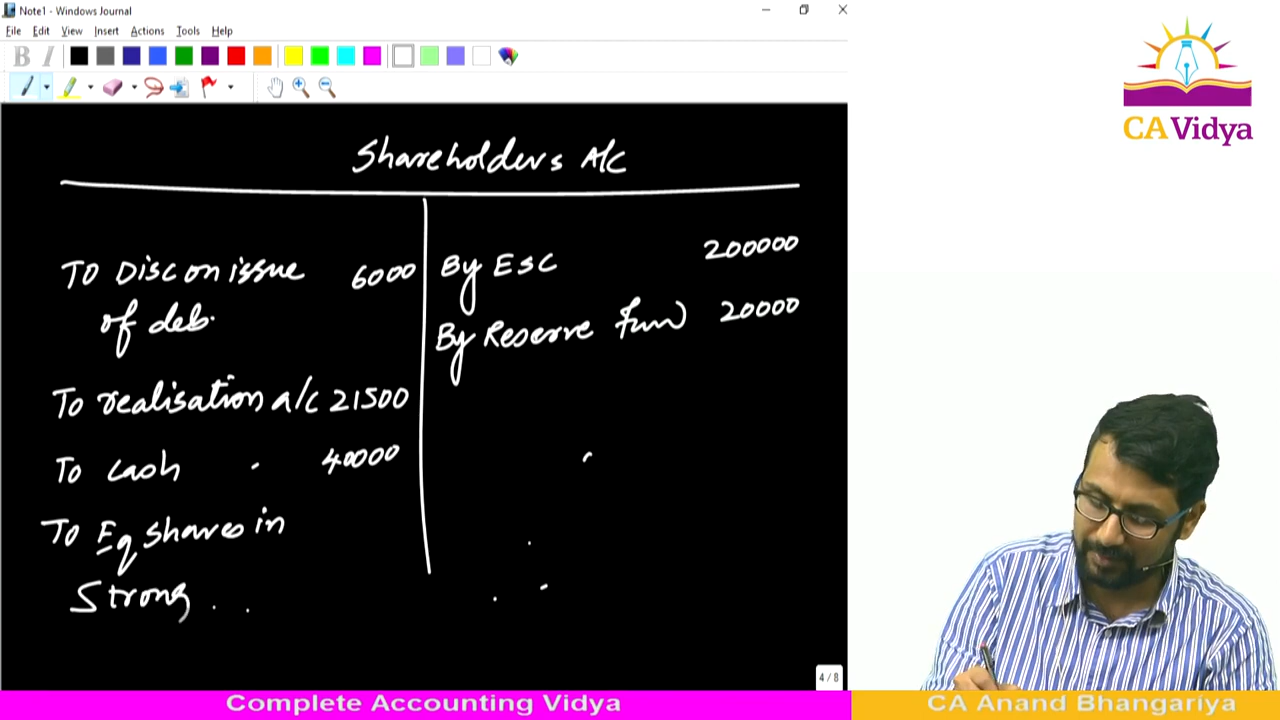 Note1 - Windows Journal
File Edit View Insert Actions Tools Help
B I
CA Vidya
Shareholders A/c
To Disc on issue 6000
of deb.
To realisation a/c 21500
To cash 40000
To Eq shares in
Strong . .
By ESC 200000
By Reserve fund 20000
4 / 8
Complete Accounting Vidya
CA Anand Bhangariya